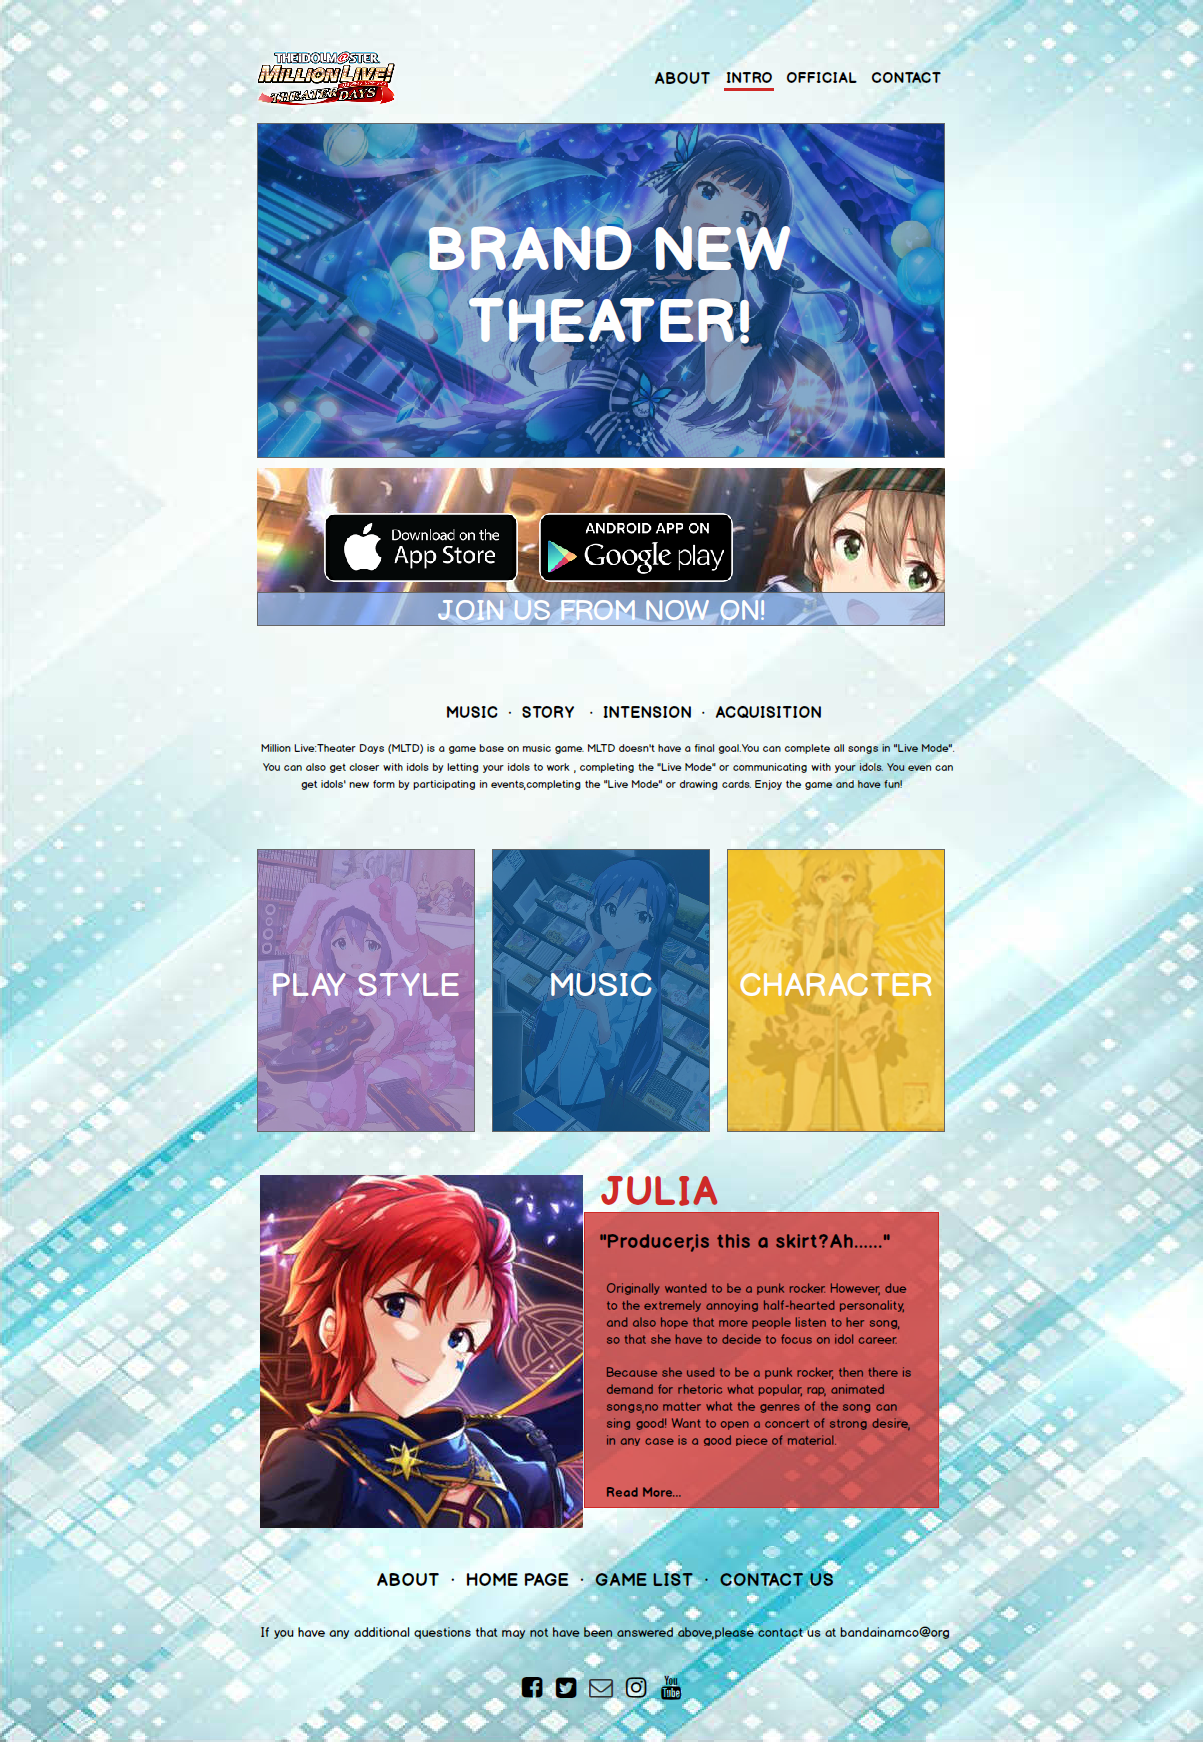 THE IDOLM@STER
MILLION LIVE!
THEATER DAYS
ABOUT INTRO OFFICIAL CONTACT
BRAND NEW
THEATER!
Download on the
App Store
ANDROID APP ON
Google play
JOIN US FROM NOW ON!
MUSIC · STORY · INTENSION · ACQUISITION
Million Live:Theater Days (MLTD) is a game base on music game. MLTD doesn't have a final goal.You can complete all songs in "Live Mode".
You can also get closer with idols by letting your idols to work , completing the "Live Mode" or communicating with your idols. You even can
get idols' new form by participating in events,completing the "Live Mode" or drawing cards. Enjoy the game and have fun!
PLAY STYLE
MUSIC
CHARACTER
JULIA
"Producer,is this a skirt?Ah......"
Originally wanted to be a punk rocker. However, due
to the extremely annoying half-hearted personality,
and also hope that more people listen to her song,
so that she have to decide to focus on idol career.
Because she used to be a punk rocker, then there is
demand for rhetoric what popular, rap, animated
songs,no matter what the genres of the song can
sing good! Want to open a concert of strong desire,
in any case is a good piece of material.
Read More...
ABOUT · HOME PAGE · GAME LIST · CONTACT US
If you have any additional questions that may not have been answered above,please contact us at bandainamco@org
You
Tube